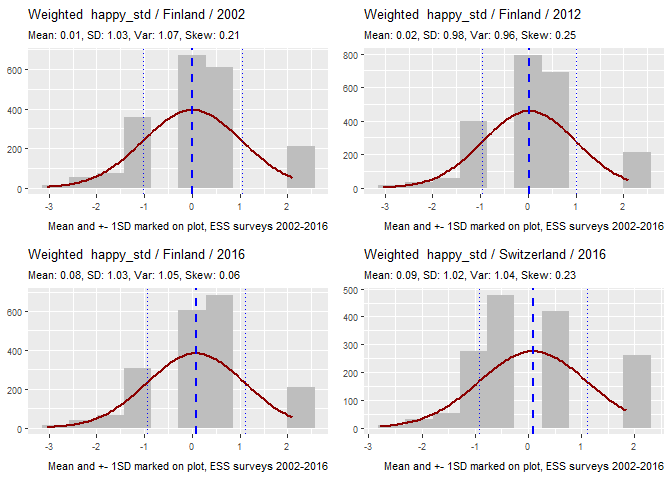 Weighted  happy_std / Finland / 2002
Mean: 0.01, SD: 1.03, Var: 1.07, Skew: 0.21
600
400
200
0
-3 -2 -1 0 1 2
Mean and +- 1SD marked on plot, ESS surveys 2002-2016
Weighted  happy_std / Finland / 2012
Mean: 0.02, SD: 0.98, Var: 0.96, Skew: 0.25
800
600
400
200
0
-3 -2 -1 0 1 2
Mean and +- 1SD marked on plot, ESS surveys 2002-2016
Weighted  happy_std / Finland / 2016
Mean: 0.08, SD: 1.03, Var: 1.05, Skew: 0.06
600
400
200
0
-3 -2 -1 0 1 2
Mean and +- 1SD marked on plot, ESS surveys 2002-2016
Weighted  happy_std / Switzerland / 2016
Mean: 0.09, SD: 1.02, Var: 1.04, Skew: 0.23
500
400
300
200
100
0
-3 -2 -1 0 1 2
Mean and +- 1SD marked on plot, ESS surveys 2002-2016